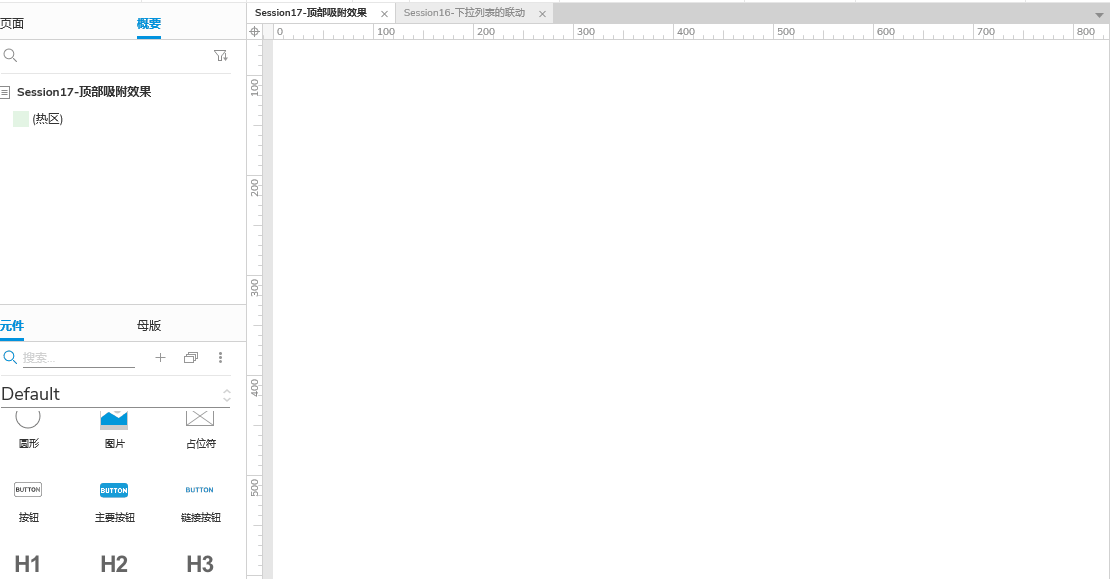 页面 概要
Session17-顶部吸附效果 Session16-下拉列表的联动
0 100 200 300 400 500 600 700 800
Session17-顶部吸附效果
(热区)
100
200
300
400
500
元件 母版
搜索...
Default
圆形 图片 占位符
BUTTON BUTTON BUTTON
按钮 主要按钮 链接按钮
H1 H2 H3